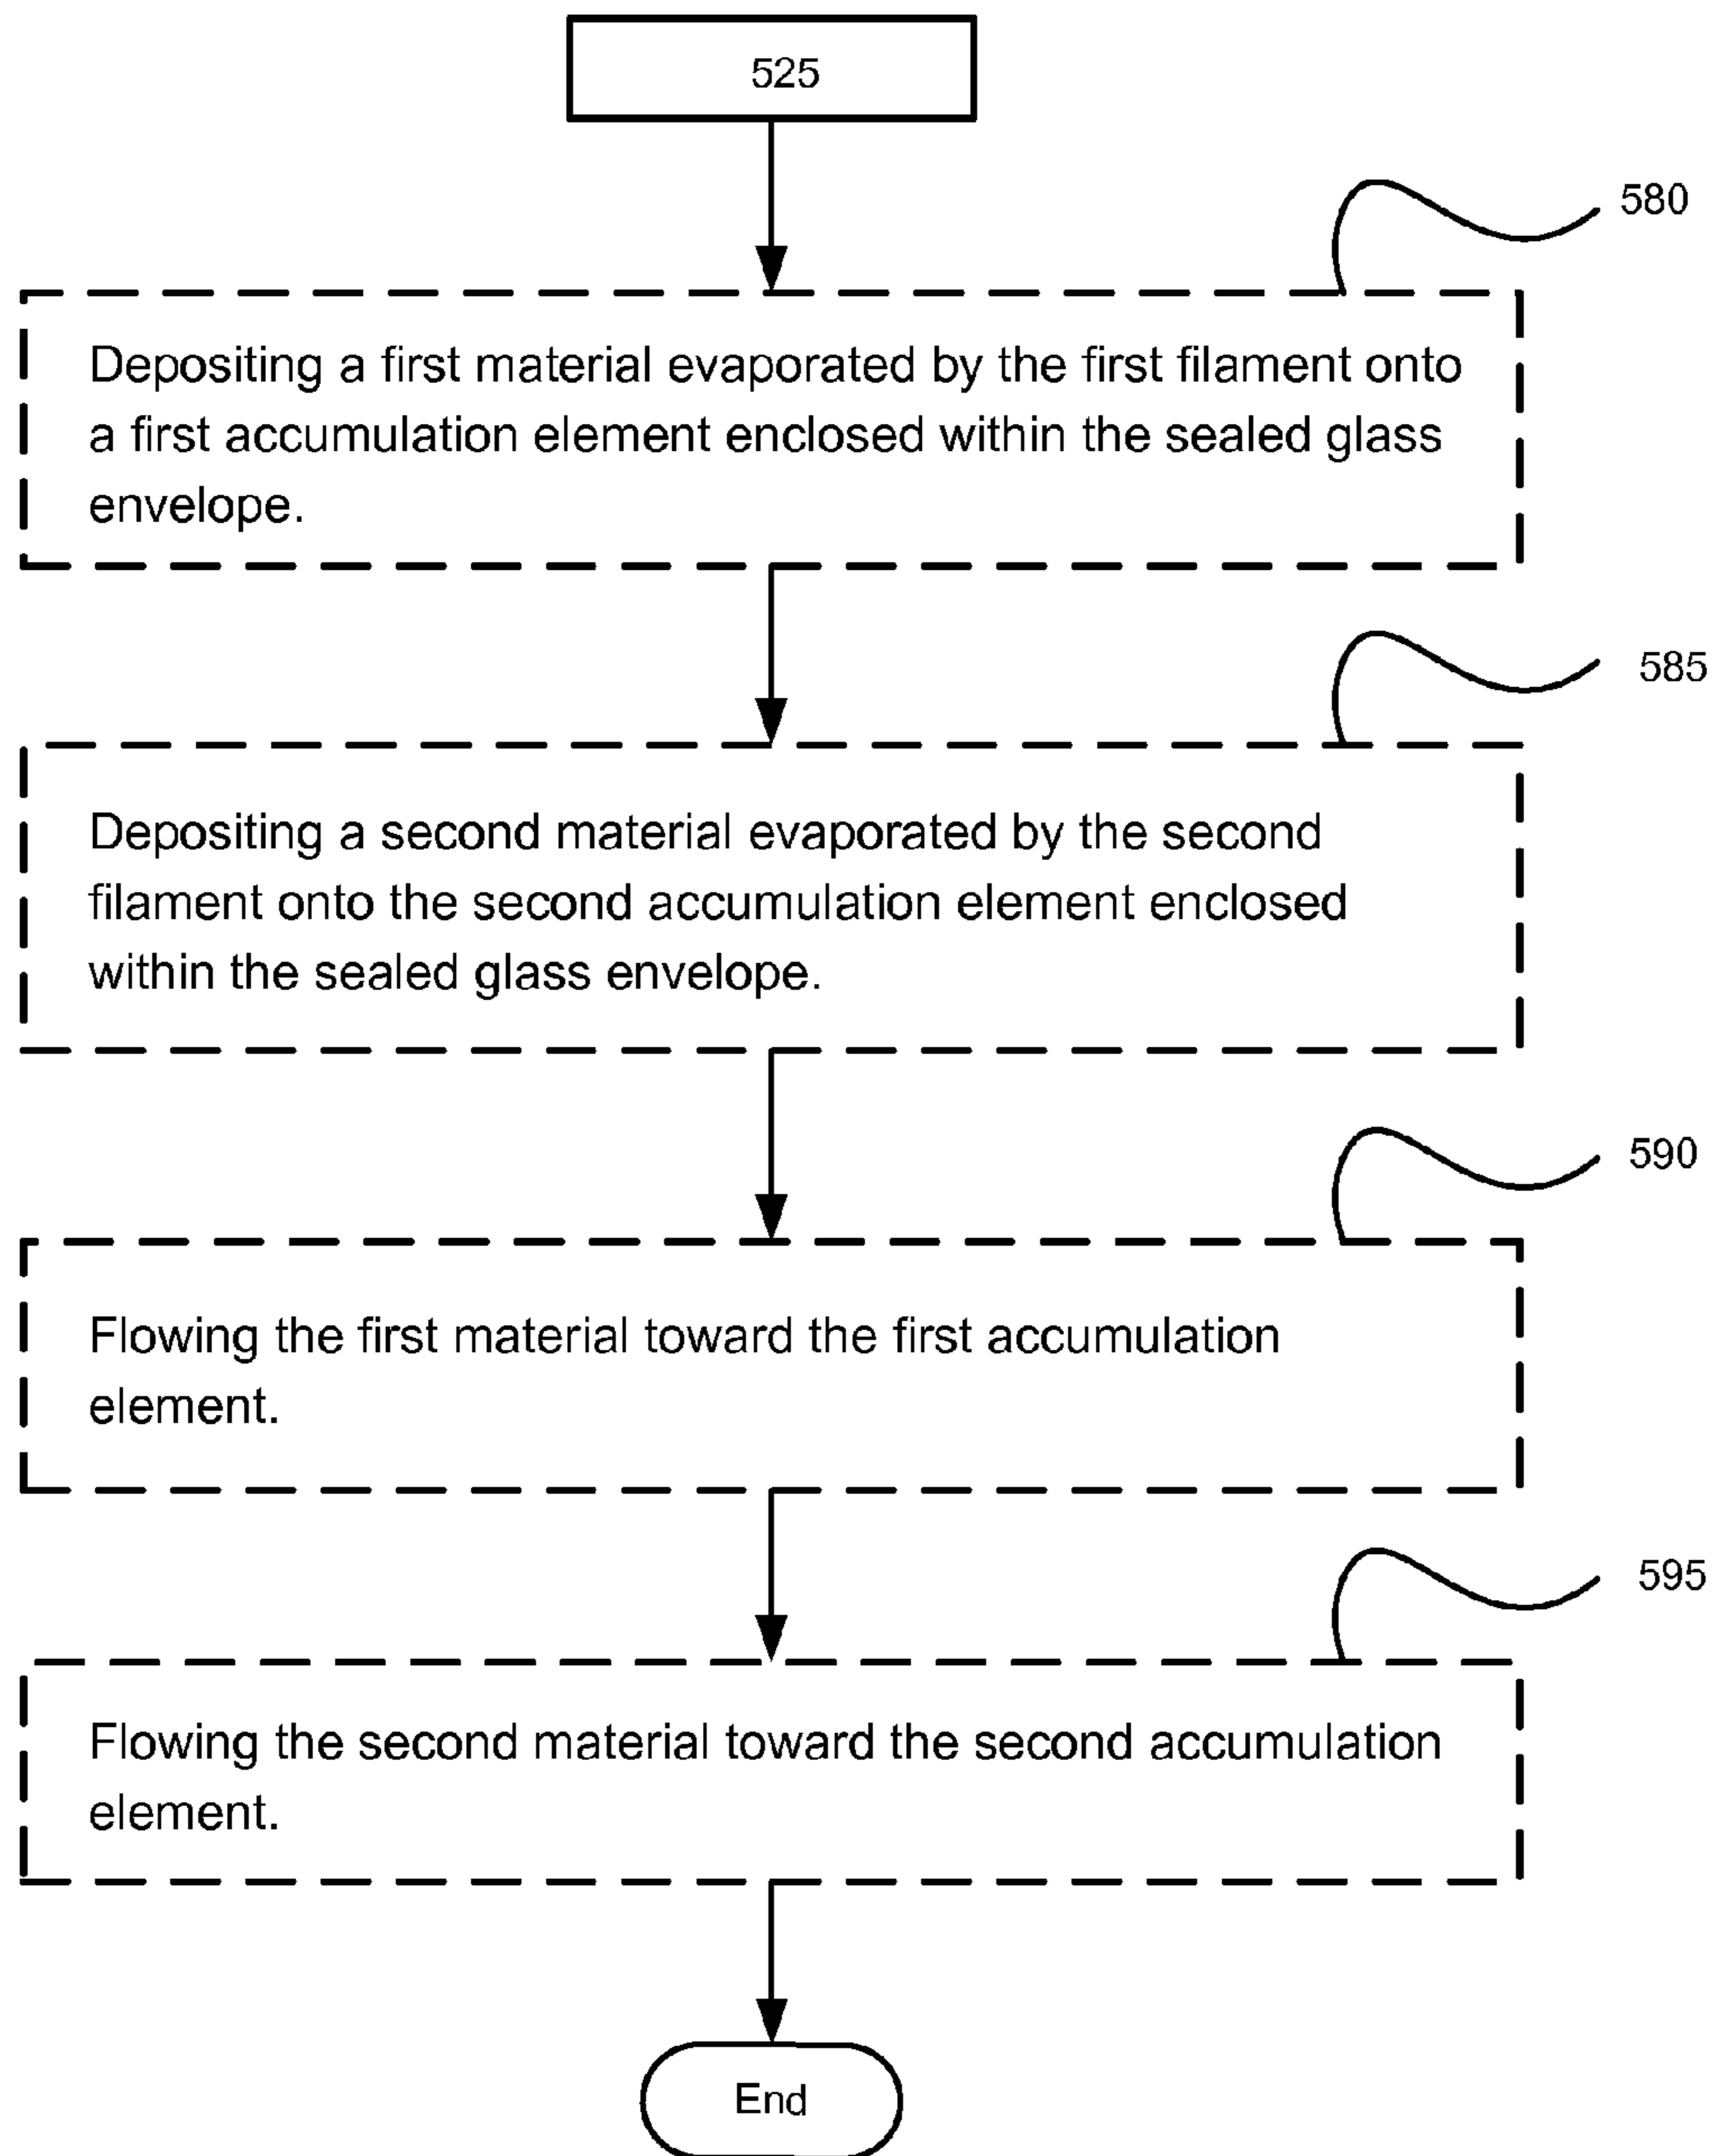 525
580
Depositing a first material evaporated by the first filament onto
a first accumulation element enclosed within the sealed glass
envelope.
585
Depositing a second material evaporated by the second
filament onto the second accumulation element enclosed
within the sealed glass envelope.
590
Flowing the first material toward the first accumulation
element.
595
Flowing the second material toward the second accumulation
element.
End